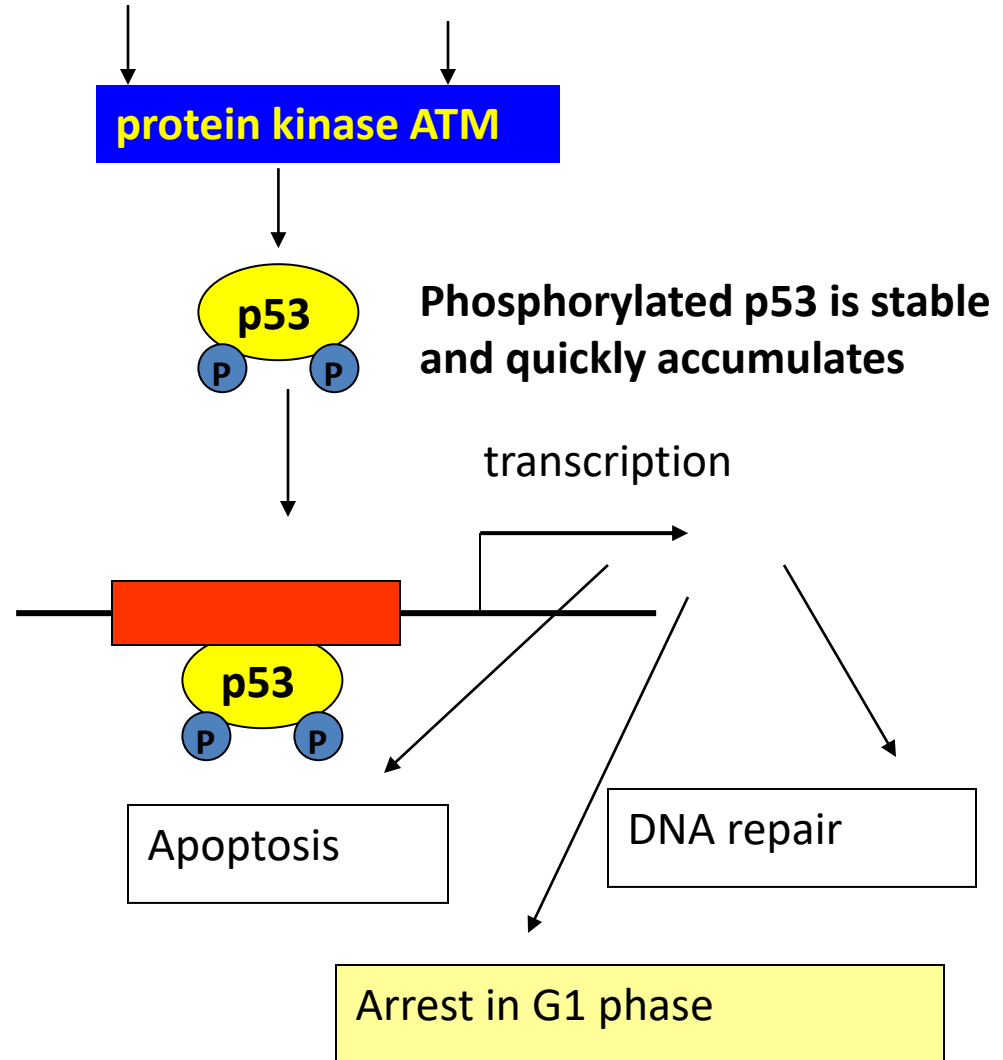 protein kinase ATM
p53
P P
Phosphorylated p53 is stable
and quickly accumulates
transcription
p53
P P
Apoptosis
DNA repair
Arrest in G1 phase